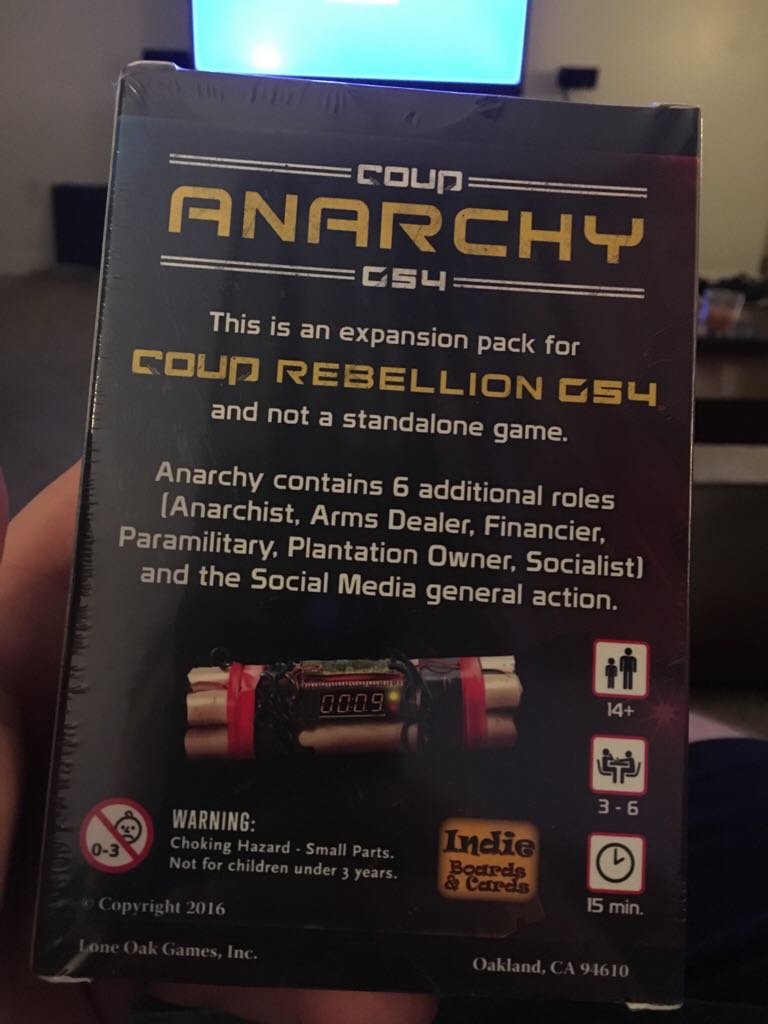 COUP
ANARCHY
G54
This is an expansion pack for
COUP REBELLION G54
and not a standalone game.
Anarchy contains 6 additional roles
(Anarchist, Arms Dealer, Financier,
Paramilitary, Plantation Owner, Socialist)
and the Social Media general action.
00:09
14+
3 - 6
15 min.
0-3
WARNING:
Choking Hazard - Small Parts.
Not for children under 3 years.
Indie
Boards
& Cards
© Copyright 2016
Lone Oak Games, Inc.
Oakland, CA 94610